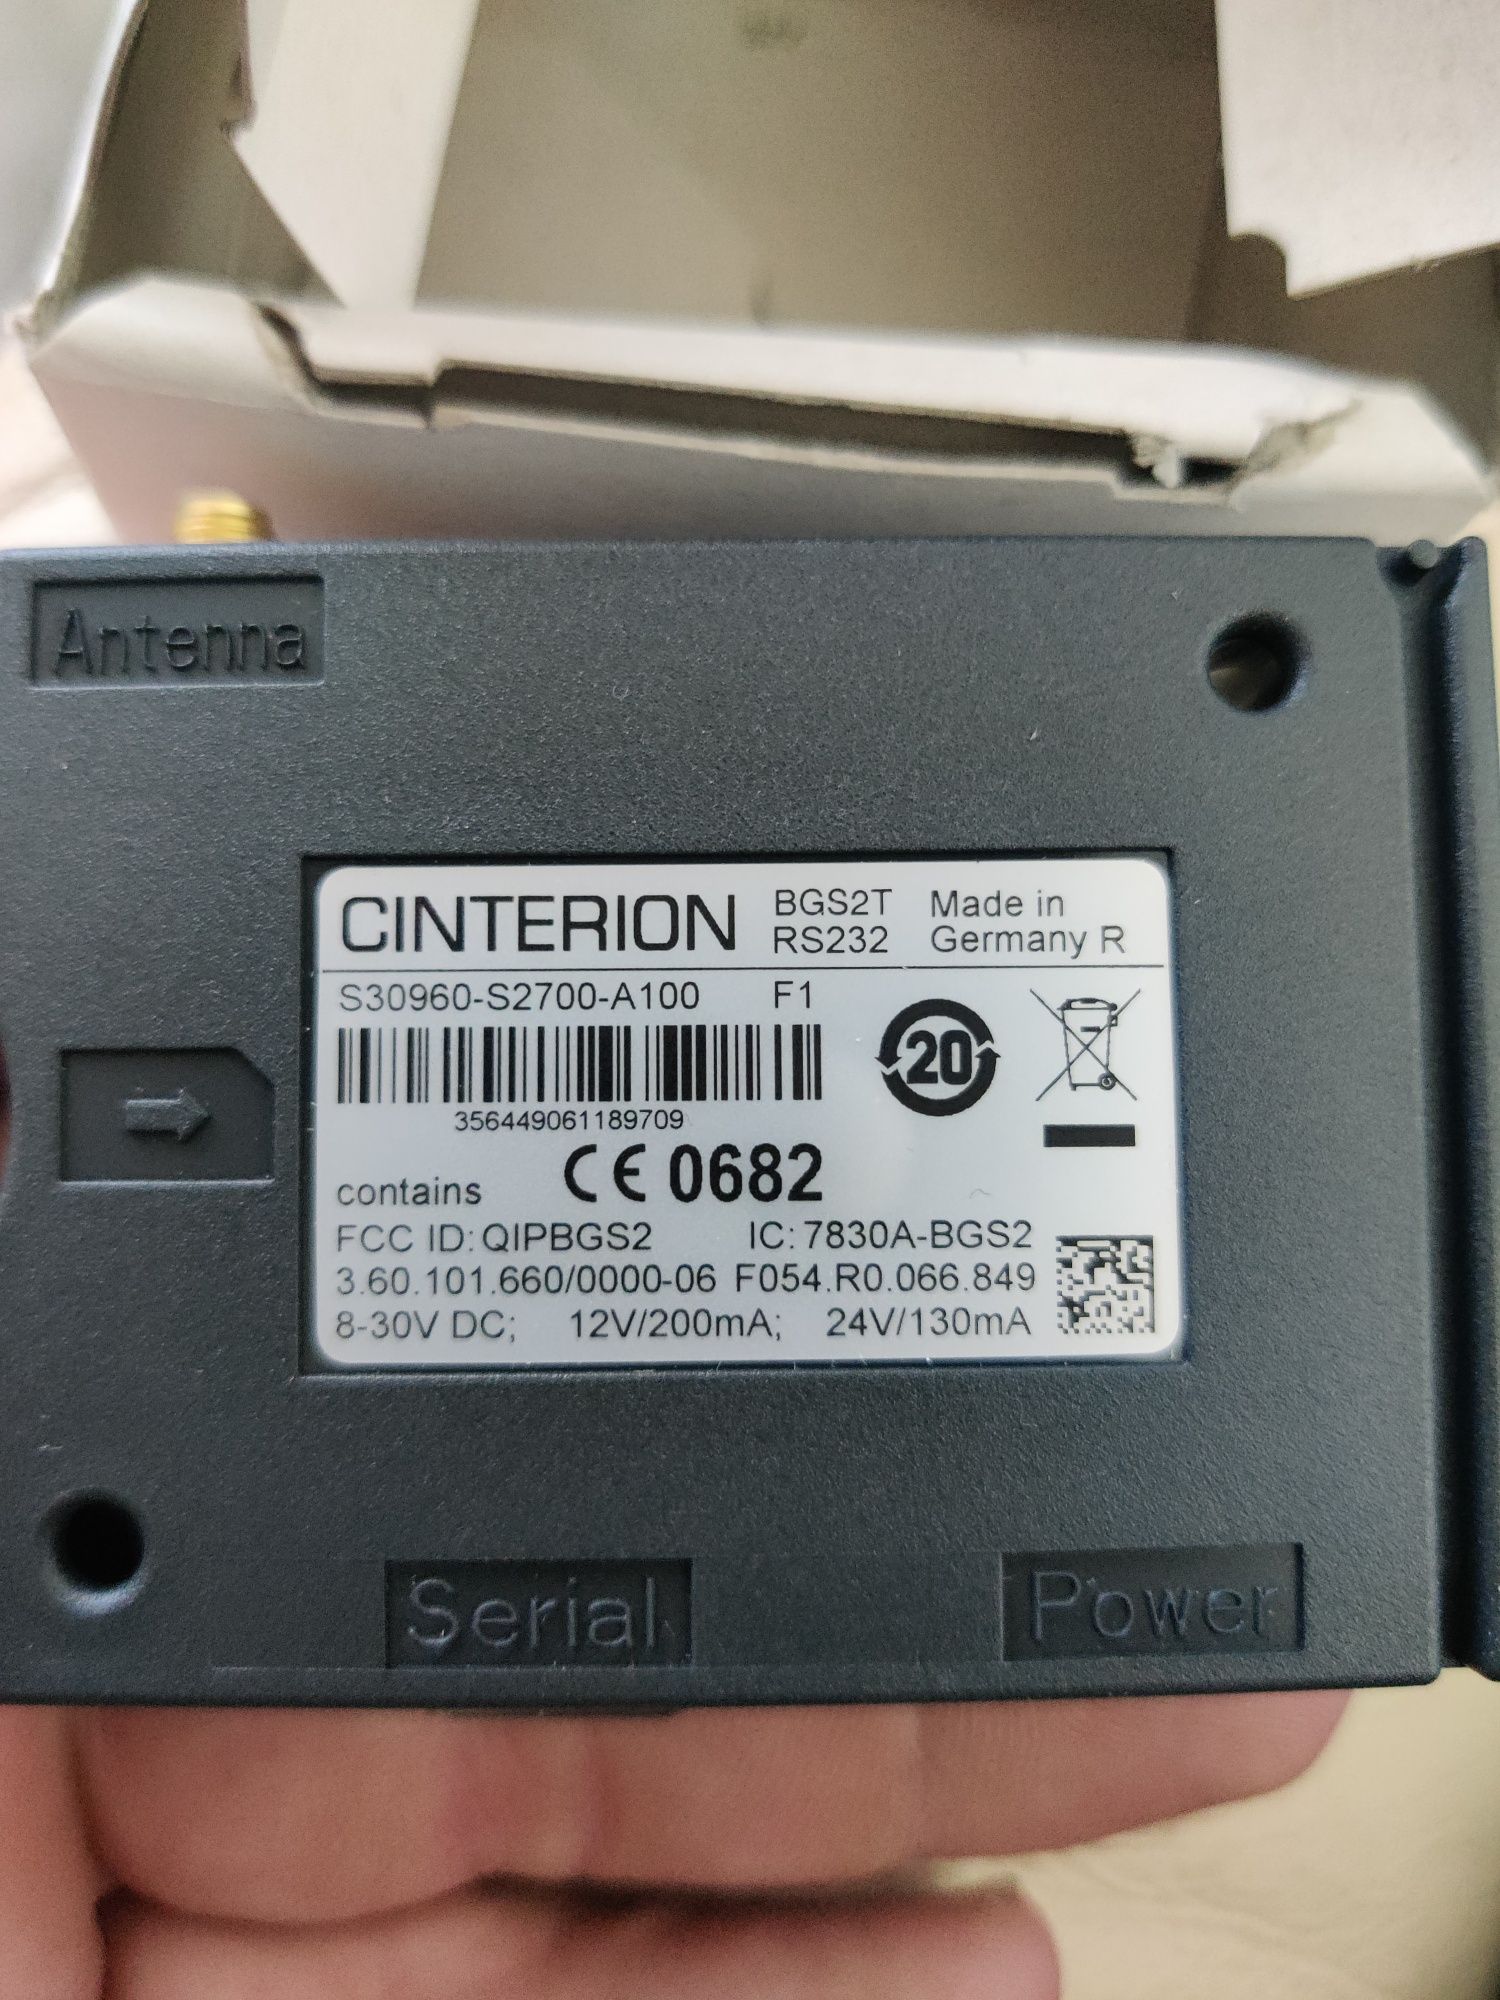 Antenna
CINTERION BGS2T Made in
RS232 Germany R
S30960-S2700-A100 F1
20
356449061189709
CE 0682
contains
FCC ID: QIPBGS2 IC: 7830A-BGS2
3.60.101.660/0000-06 F054.R0.066.849
8-30V DC; 12V/200mA; 24V/130mA
Serial Power